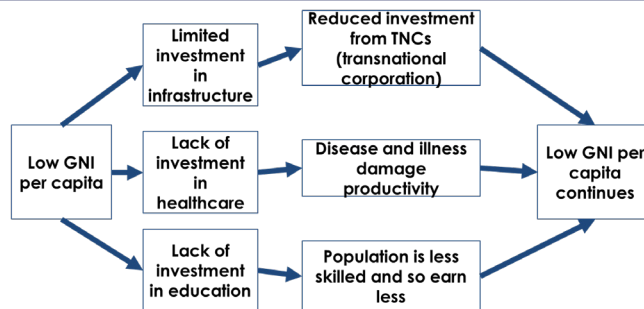 Limited
investment
in
infrastructure
Reduced investment
from TNCs
(transnational
corporation)
Low GNI
per capita
Lack of
investment
in
healthcare
Disease and illness
damage
productivity
Low GNI per
capita
continues
Lack of
investment
in education
Population is less
skilled and so earn
less